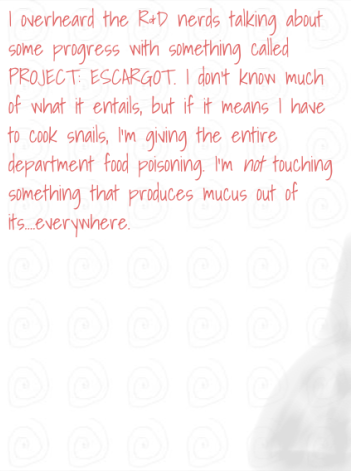 I overheard the R&D nerds talking about
some progress with something called
PROJECT: ESCARGOT. I don't know much
of what it entails, but if it means I have
to cook snails, I'm giving the entire
department food poisoning. I'm not touching
something that produces mucus out of
its....everywhere.